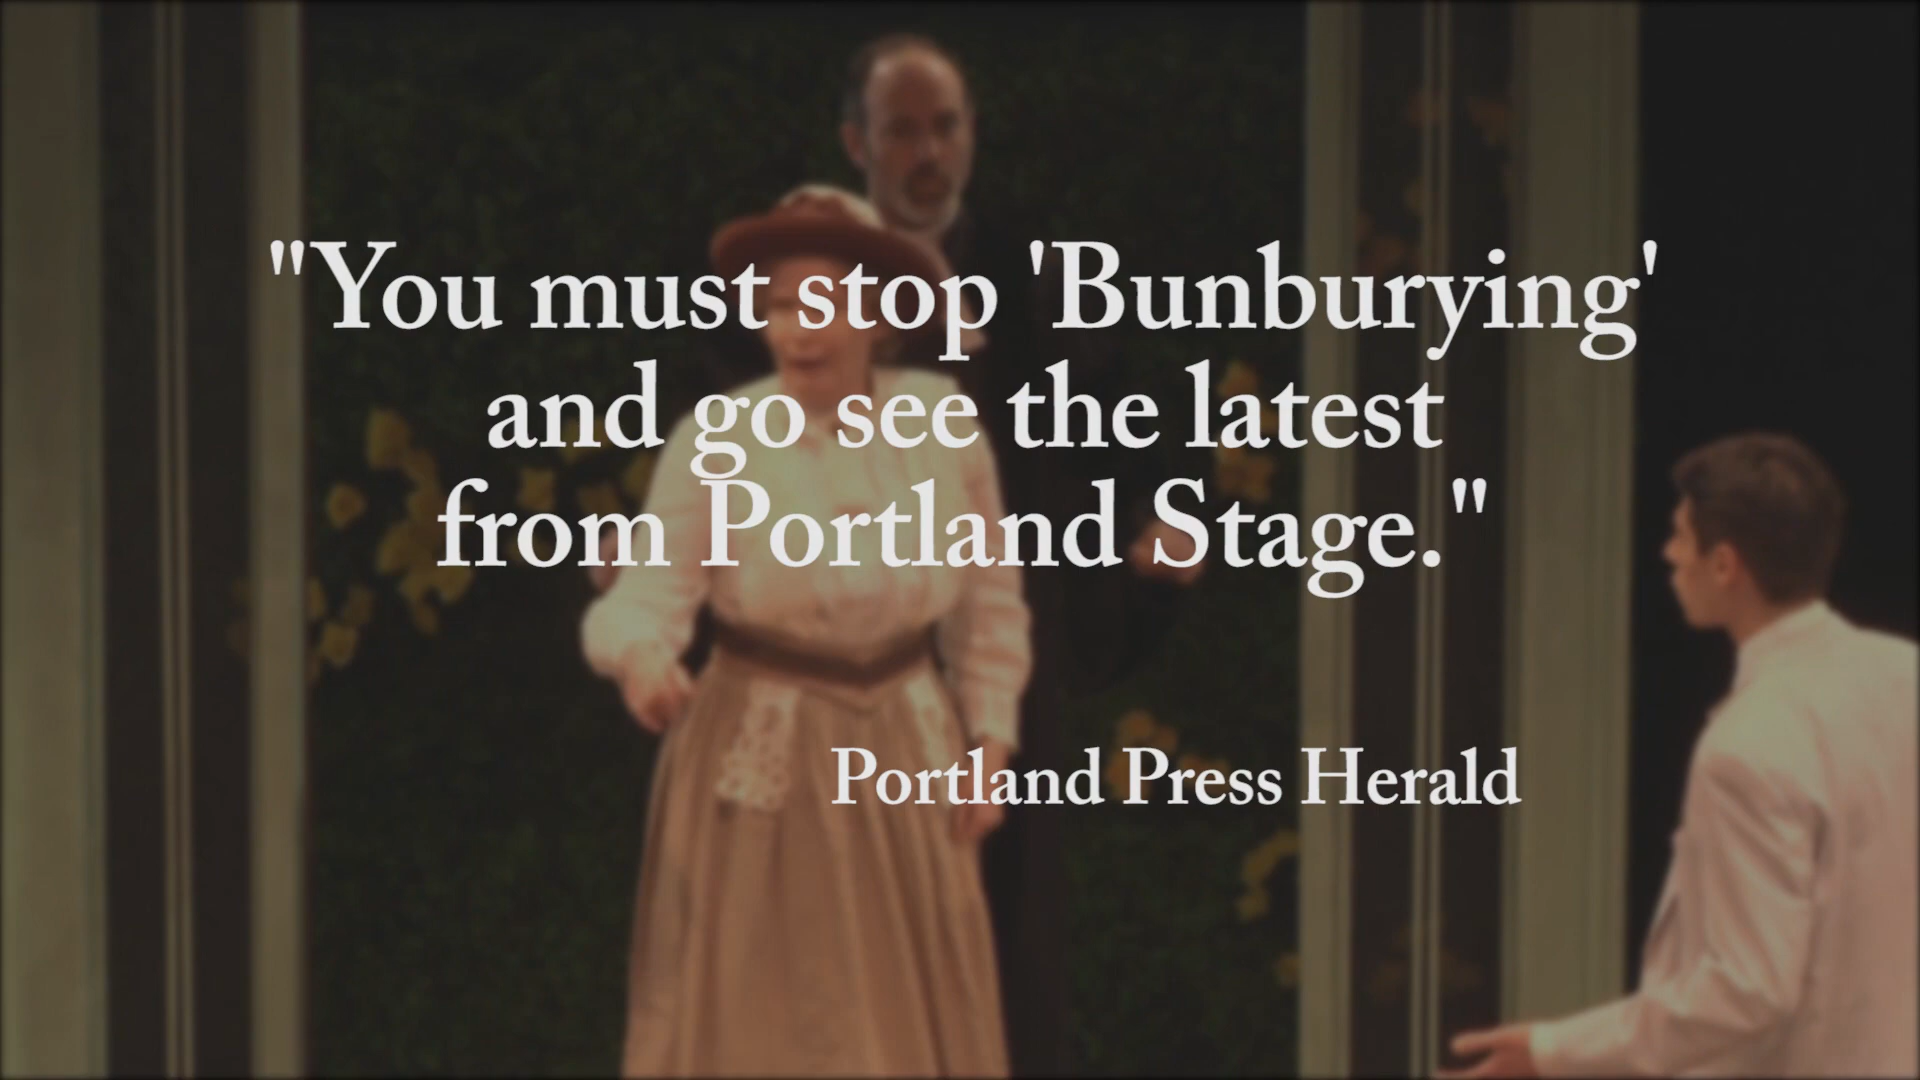 "You must stop 'Bunburying'
and go see the latest
from Portland Stage."
Portland Press Herald